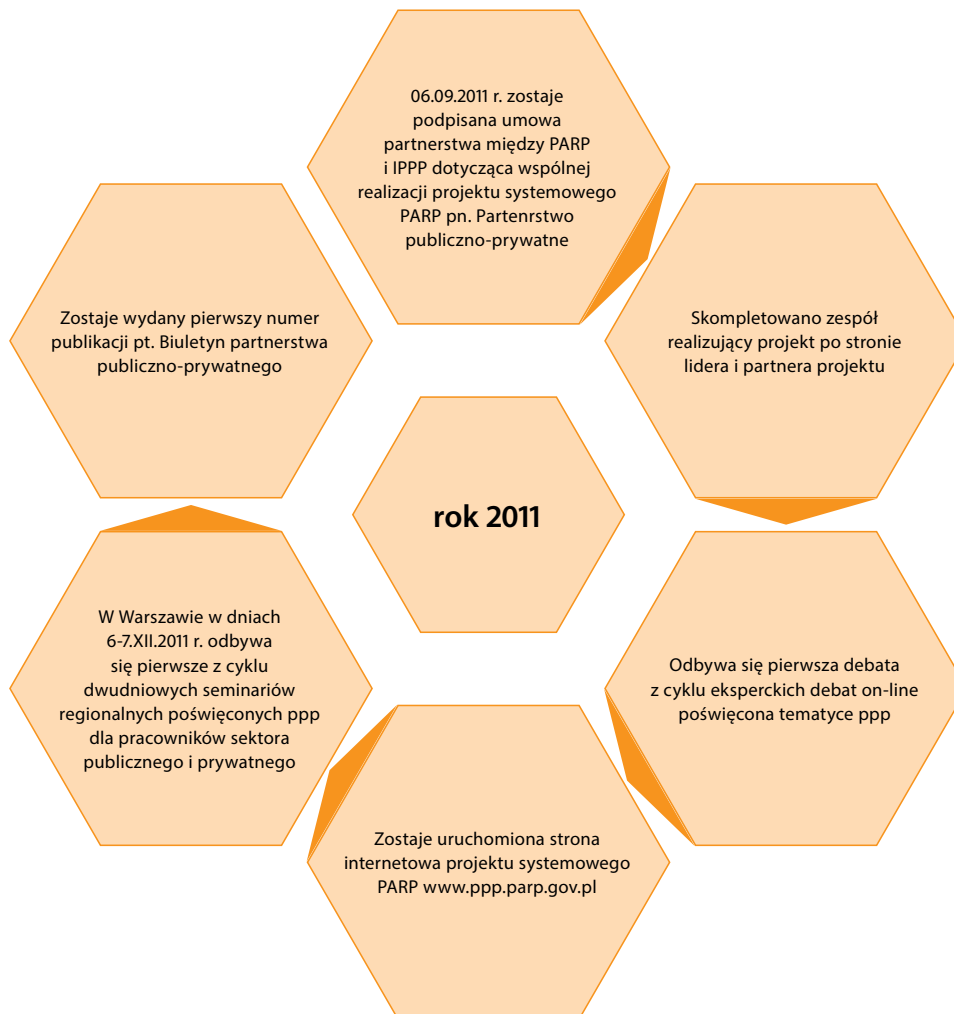 06.09.2011 r. zostaje
podpisana umowa
partnerstwa między PARP
i IPPP dotycząca wspólnej
realizacji projektu systemowego
PARP pn. Partenrstwo
publiczno-prywatne
Skompletowano zespół
realizujący projekt po stronie
lidera i partnera projektu
Odbywa się pierwsza debata
z cyklu eksperckich debat on-line
poświęcona tematyce ppp
Zostaje uruchomiona strona
internetowa projektu systemowego
PARP www.ppp.parp.gov.pl
W Warszawie w dniach
6-7.XII.2011 r. odbywa
się pierwsze z cyklu
dwudniowych seminariów
regionalnych poświęconych ppp
dla pracowników sektora
publicznego i prywatnego
Zostaje wydany pierwszy numer
publikacji pt. Biuletyn partnerstwa
publiczno-prywatnego
rok 2011